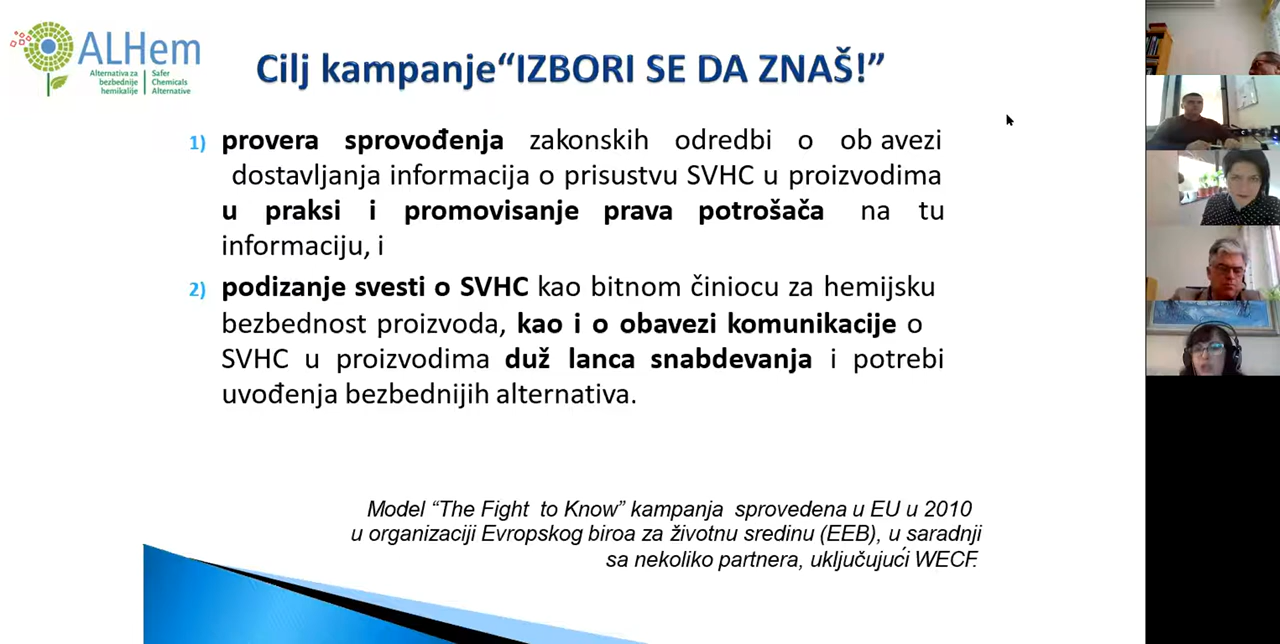 ALHem
Alternativa za
bezbednije
hemikalije
Safer
Chemicals
Alternative
Cilj kampanje“IZBORI SE DA ZNAŠ!”
1) provera sprovođenja zakonskih odredbi o ob avezi
dostavljanja informacija o prisustvu SVHC u proizvodima
u praksi i promovisanje prava potrošača na tu
informaciju, i
2) podizanje svesti o SVHC kao bitnom činiocu za hemijsku
bezbednost proizvoda, kao i o obavezi komunikacije o
SVHC u proizvodima duž lanca snabdevanja i potrebi
uvođenja bezbednijih alternativa.
Model “The Fight to Know” kampanja sprovedena u EU u 2010
u organizaciji Evropskog biroa za životnu sredinu (EEB), u saradnji
sa nekoliko partnera, uključujući WECF.